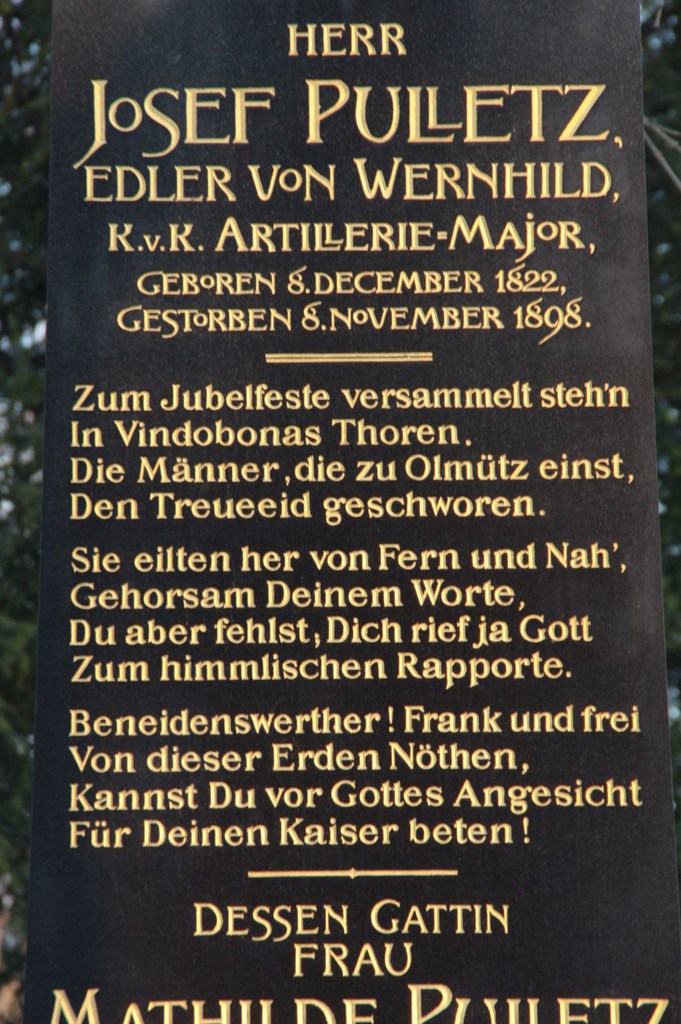 HERR
JOSEF PULLETZ,
EDLER VON WERNHILD,
K.v.K. ARTILLERIE=MAJOR,
GEBOREN 8. DECEMBER 1822,
GESTORBEN 8. NOVEMBER 1898.
Zum Jubelfeste versammelt steh'n
In Vindobonas Thoren.
Die Männer, die zu Olmütz einst,
Den Treueeid geschworen.
Sie eilten her von Fern und Nah',
Gehorsam Deinem Worte,
Du aber fehlst, Dich rief ja Gott
Zum himmlischen Rapporte.
Beneidenswerther! Frank und frei
Von dieser Erden Nöthen,
Kannst Du vor Gottes Angesicht
Für Deinen Kaiser beten!
DESSEN GATTIN
FRAU
MATHILDE PULLETZ